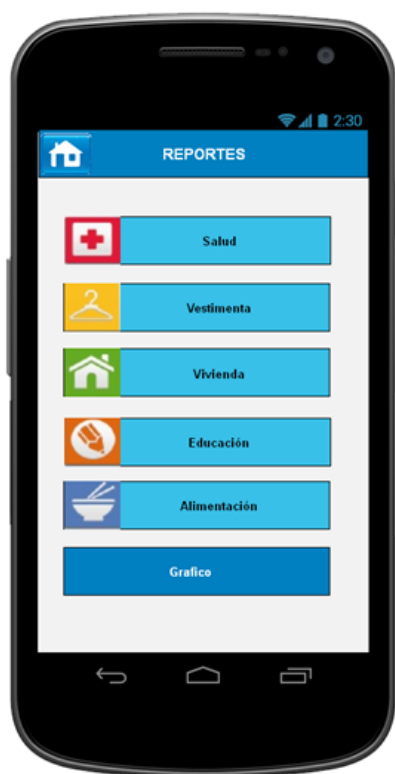 2:30
REPORTES
Salud
Vestimenta
Vivienda
Educación
Alimentación
Grafico